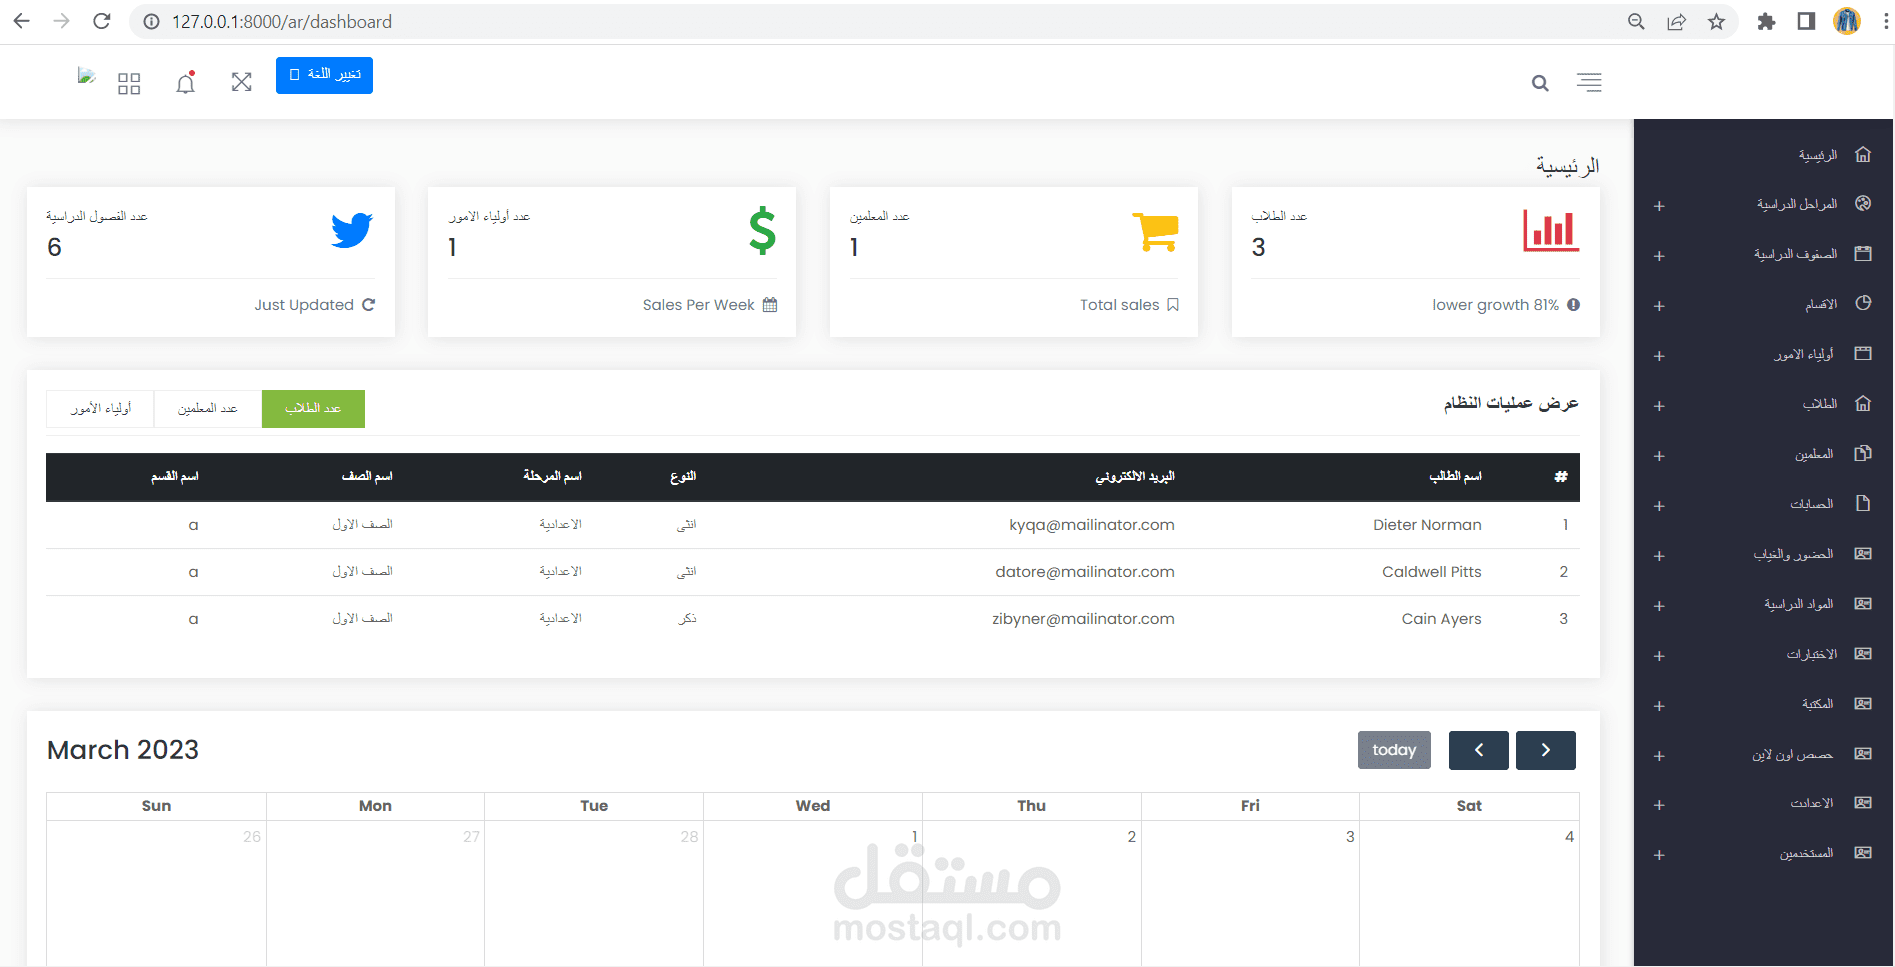 127.0.0.1:8000/ar/dashboard
تغيير اللغة
الرئيسية
المراحل الدراسية
الصفوف الدراسية
الاقسام
أولياء الامور
الطلاب
المعلمين
الحسابات
الحضور والغياب
المواد الدراسية
الاختبارات
المكتبة
حصص اون لاين
الاعدادت
المستخدمين
الرئيسية
عدد الطلاب
3
lower growth 81%
عدد المعلمين
1
Total sales
عدد أولياء الامور
1
Sales Per Week
عدد الفصول الدراسية
6
Just Updated
عرض عمليات النظام
عدد الطلاب عدد المعلمين أولياء الأمور
# اسم الطالب البريد الالكتروني النوع اسم المرحلة اسم الصف اسم القسم
1 Dieter Norman kyqa@mailinator.com انثى الاعدادية الصف الاول a
2 Caldwell Pitts datore@mailinator.com انثى الاعدادية الصف الاول a
3 Cain Ayers zibyner@mailinator.com ذكر الاعدادية الصف الاول a
March 2023 today
Sun Mon Tue Wed Thu Fri Sat
26 27 28 1 2 3 4
مستقل
mostaql.com